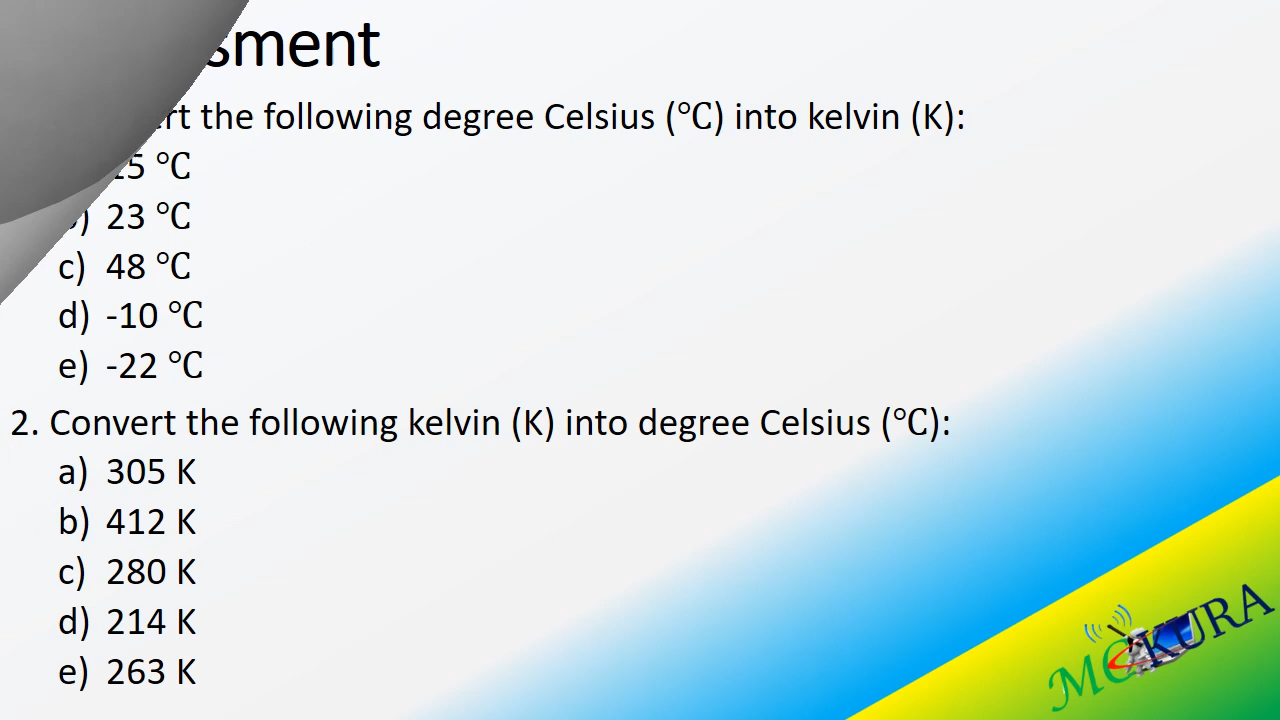 sment
rt the following degree Celsius (°C) into kelvin (K):
5 °C
) 23 °C
c) 48 °C
d) -10 °C
e) -22 °C
2. Convert the following kelvin (K) into degree Celsius (°C):
a) 305 K
b) 412 K
c) 280 K
d) 214 K
e) 263 K
MCKURA